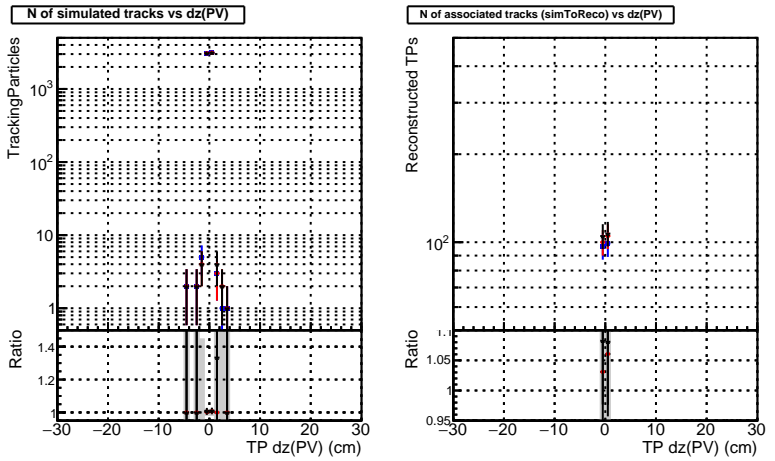 N of simulated tracks vs dz(PV)
TrackingParticles
10³
10²
10
1
Ratio
1.4
1.2
1
−30 −20 −10 0 10 20 30
TP dz(PV) (cm)
N of associated tracks (simToReco) vs dz(PV)
Reconstructed TPs
10²
Ratio
1.1
1.05
1
0.95
−30 −20 −10 0 10 20 30
TP dz(PV) (cm)